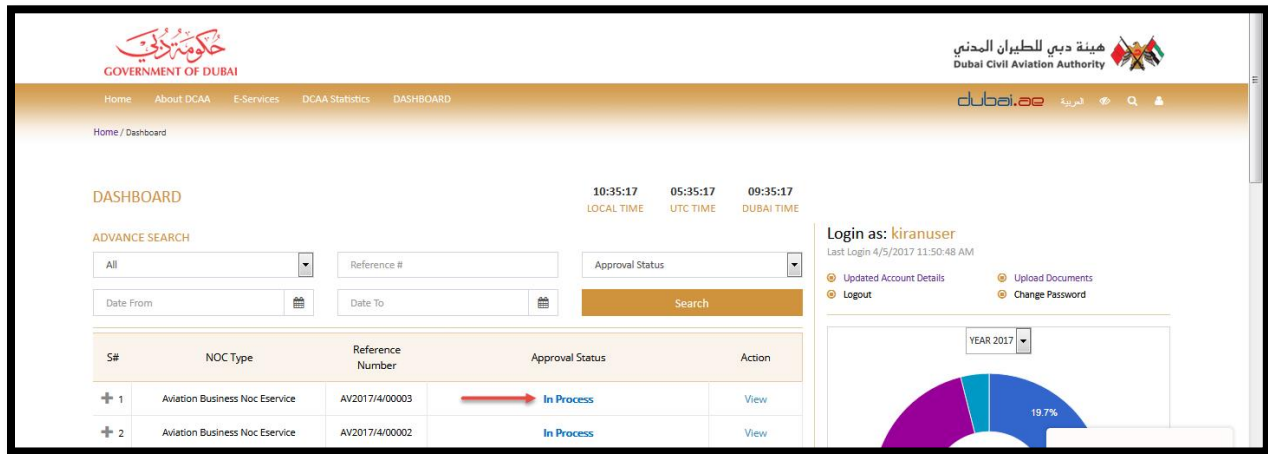 حكومة دبي
GOVERNMENT OF DUBAI
هيئة دبي للطيران المدني
Dubai Civil Aviation Authority
Home About DCAA E-Services DCAA Statistics DASHBOARD
dubai.ae العربية
Home / Dashboard
DASHBOARD
10:35:17 05:35:17 09:35:17
LOCAL TIME UTC TIME DUBAI TIME
ADVANCE SEARCH
All Reference # Approval Status
Date From Date To Search
Login as: kiranuser
Last Login 4/5/2017 11:50:48 AM
Updated Account Details Upload Documents
Logout Change Password
S# NOC Type Reference Number Approval Status Action
1 Aviation Business Noc Eservice AV2017/4/00003 In Process View
2 Aviation Business Noc Eservice AV2017/4/00002 In Process View
YEAR 2017
19.7%